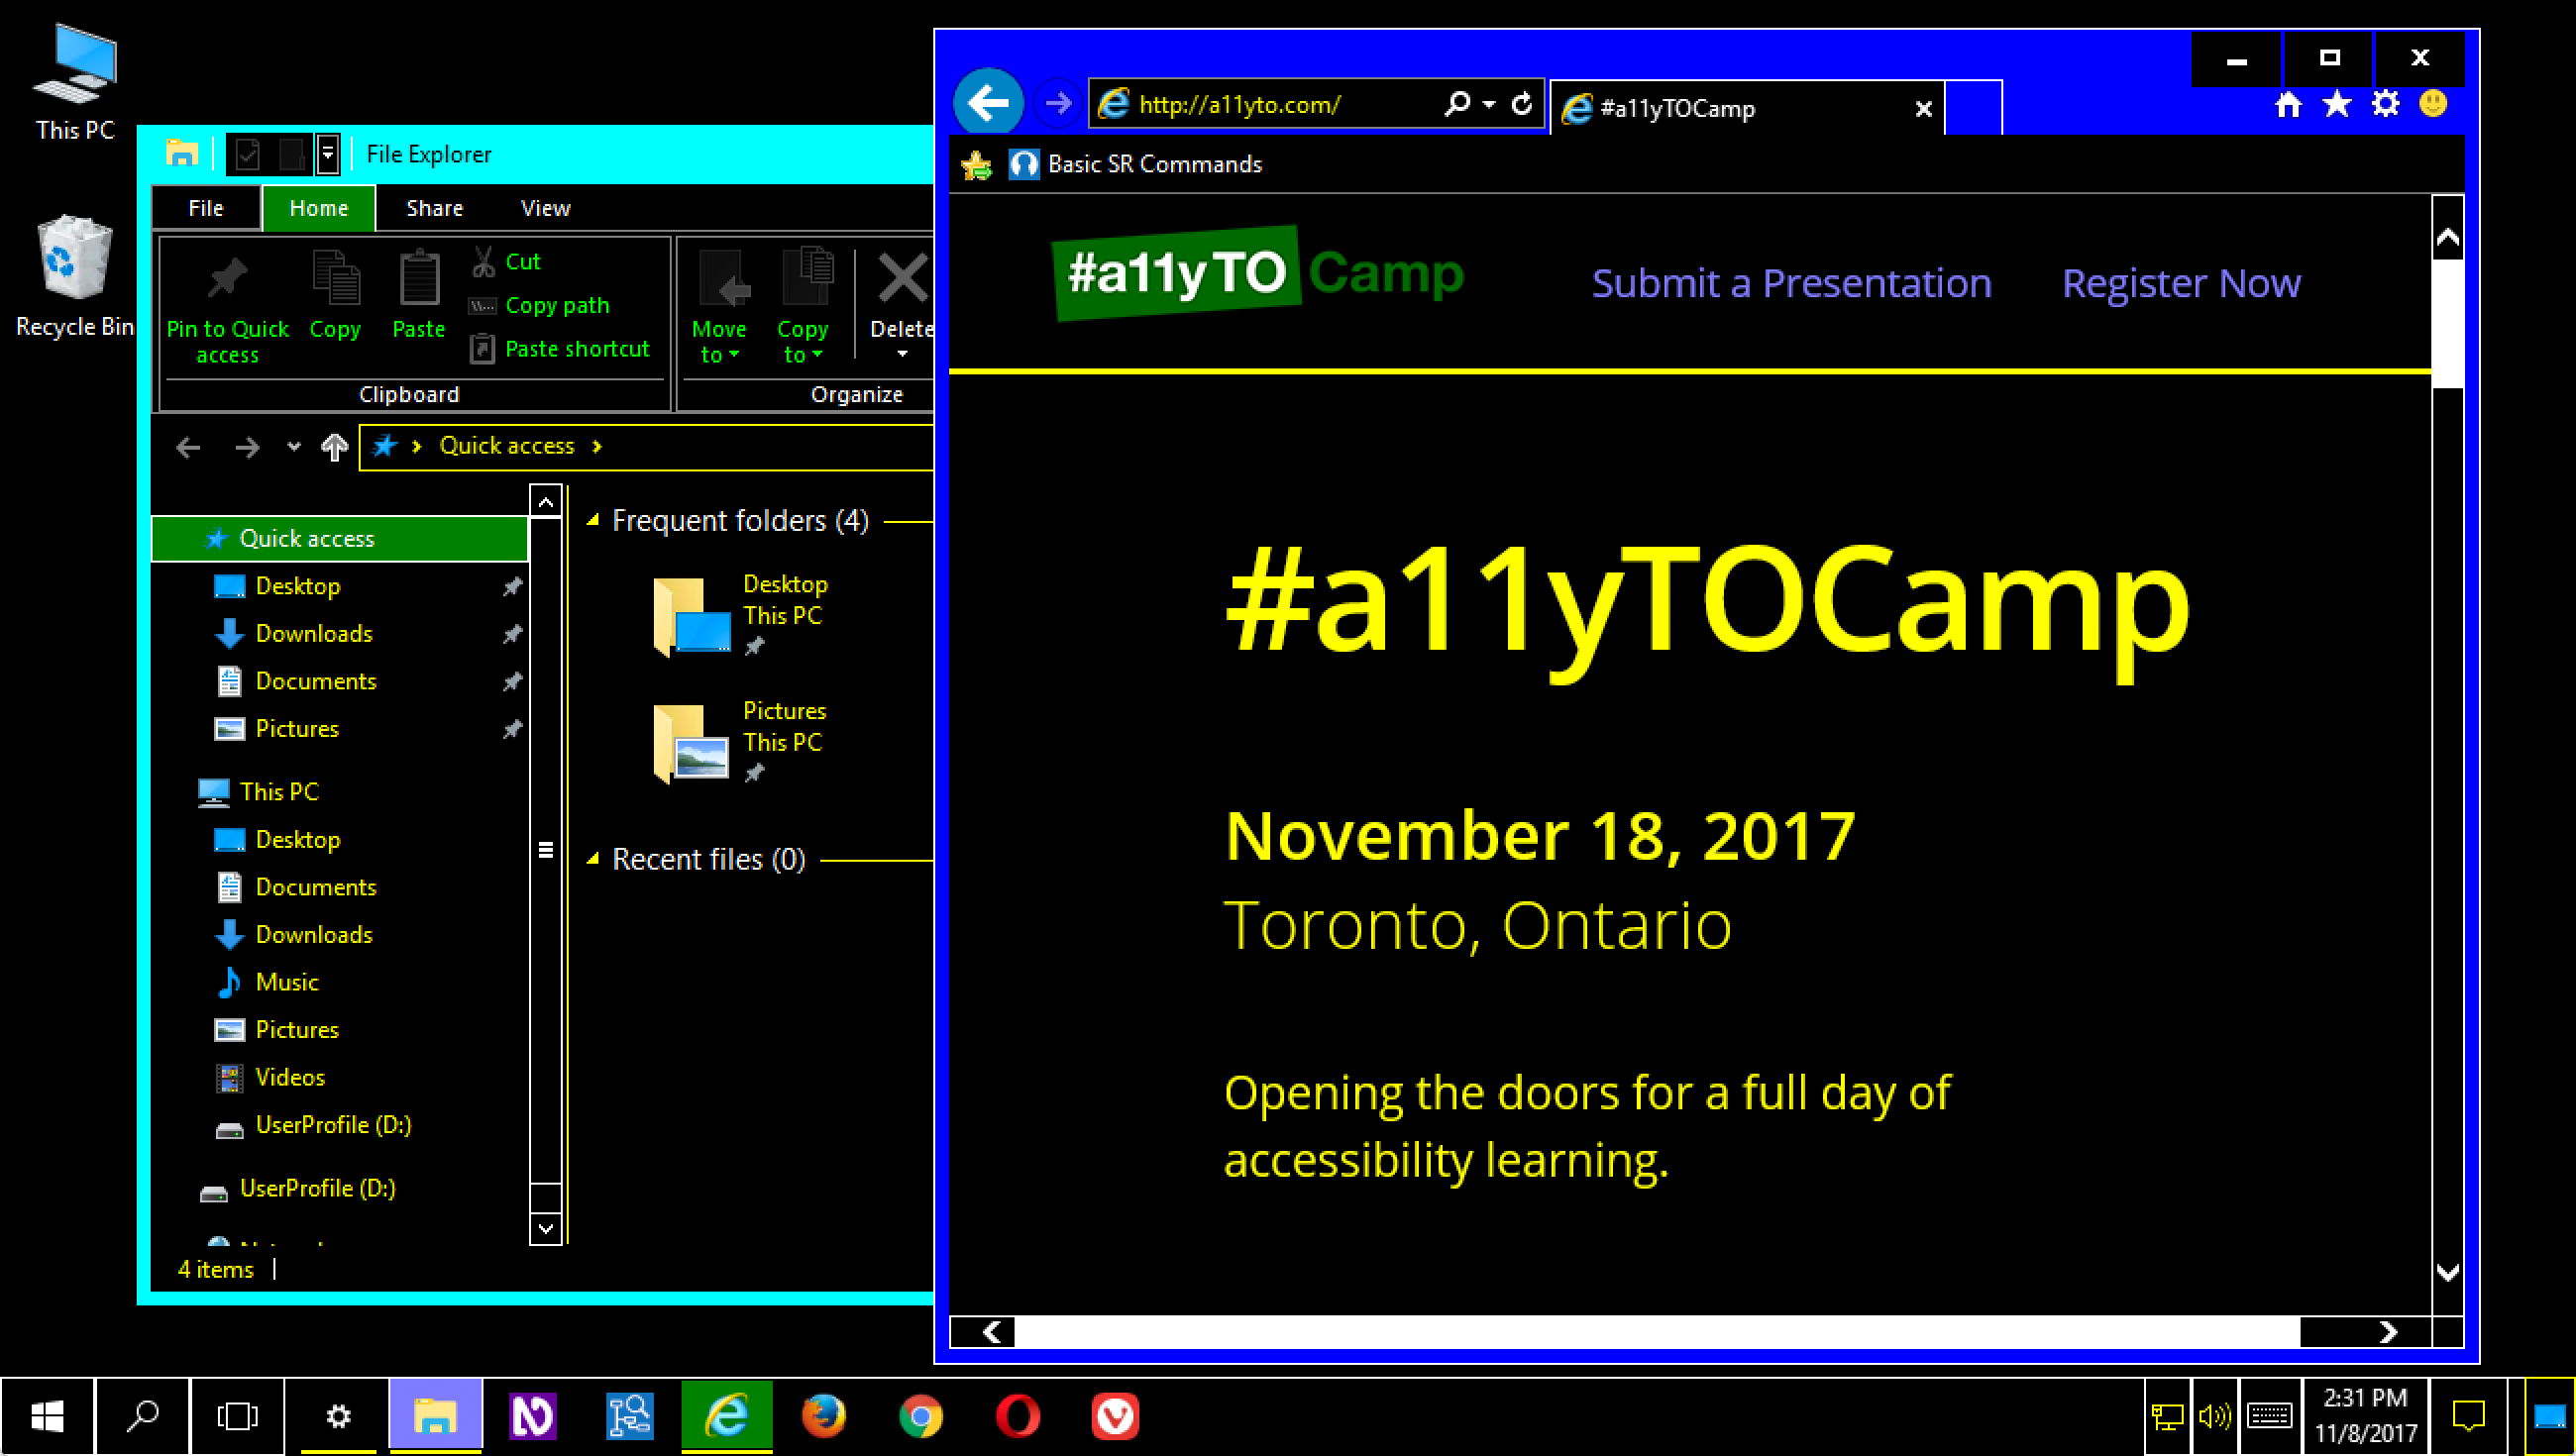 This PC
Recycle Bin
File Explorer
File
Home
Share
View
Pin to Quick
access
Copy
Paste
Cut
Copy path
Paste shortcut
Clipboard
Move
to
Copy
to
Delete
Organize
Quick access
Quick access
Desktop
Downloads
Documents
Pictures
This PC
Desktop
Documents
Downloads
Music
Pictures
Videos
UserProfile (D:)
UserProfile (D:)
4 items
Frequent folders (4)
Desktop
This PC
Pictures
This PC
Recent files (0)
http://a11yto.com/
#a11yTOCamp
Basic SR Commands
#a11yTO Camp
Submit a Presentation
Register Now
#a11yTOCamp
November 18, 2017
Toronto, Ontario
Opening the doors for a full day of
accessibility learning.
2:31 PM
11/8/2017